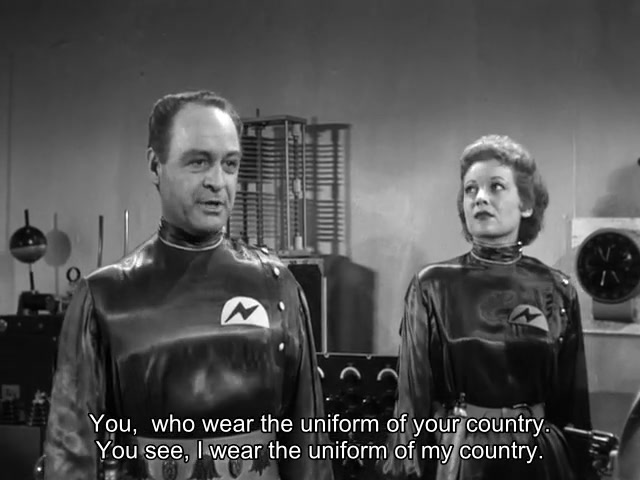 You,  who wear the uniform of your country.
You see, I wear the uniform of my country.